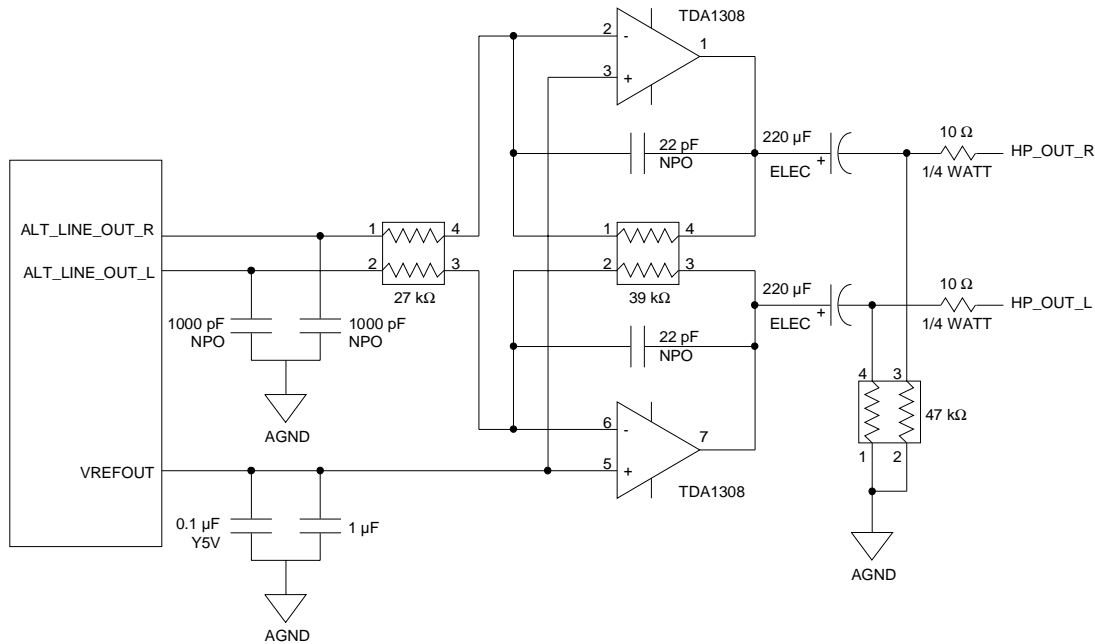 TDA1308
2
-
1
3
+
22 pF
NPO
220 µF
ELEC
+
10 Ω
1/4 WATT
HP_OUT_R
ALT_LINE_OUT_R
1
4
1
4
ALT_LINE_OUT_L
2
3
2
3
27 kΩ
39 kΩ
220 µF
ELEC
+
10 Ω
1/4 WATT
HP_OUT_L
1000 pF
NPO
1000 pF
NPO
22 pF
NPO
AGND
4
3
47 kΩ
1
2
6
-
7
5
+
TDA1308
VREFOUT
0.1 µF
Y5V
1 µF
AGND
AGND